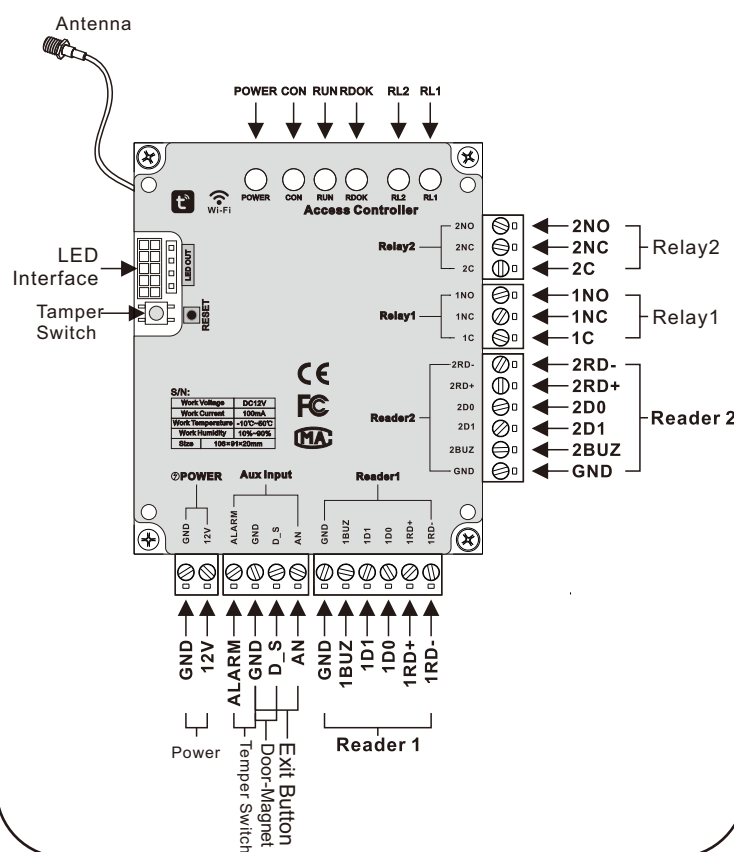 Antenna
POWER CON RUN RDOK RL2 RL1
Wi-Fi
POWER CON RUN RDOK RL2 RL1
Access Controller
LED Interface
Tamper Switch
LED OUT
RESET
Relay2
2NO
2NC
2C
2NO
2NC
2C
Relay2
Relay1
1NO
1NC
1C
1NO
1NC
1C
Relay1
Reader2
2RD-
2RD+
2D0
2D1
2BUZ
GND
2RD-
2RD+
2D0
2D1
2BUZ
GND
Reader 2
CE
FC
MA
S/N:
Work Voltage DC12V
Work Current 100mA
Work Temperature -10℃-60℃
Work Humidity 10%-90%
Size 106×91×20mm
POWER
Aux Input
Reader1
GND
12V
ALARM
GND
D_S
AN
GND
1BUZ
1D1
1D0
1RD+
1RD-
GND
12V
ALARM
GND
D_S
AN
GND
1BUZ
1D1
1D0
1RD+
1RD-
Power
Temper Switch
Door-Magnet
Exit Button
Reader 1